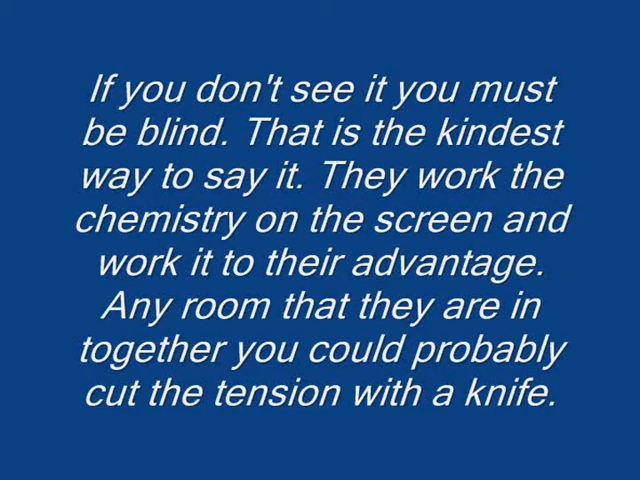 If you don't see it you must
be blind. That is the kindest
way to say it. They work the
chemistry on the screen and
work it to their advantage.
Any room that they are in
together you could probably
cut the tension with a knife.